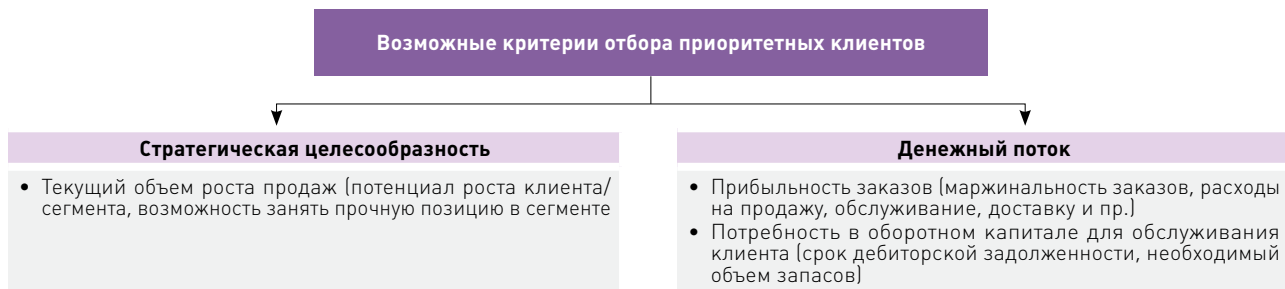 Возможные критерии отбора приоритетных клиентов
Стратегическая целесообразность
• Текущий объем роста продаж (потенциал роста клиента/
сегмента, возможность занять прочную позицию в сегменте
Денежный поток
• Прибыльность заказов (маржинальность заказов, расходы
на продажу, обслуживание, доставку и пр.)
• Потребность в оборотном капитале для обслуживания
клиента (срок дебиторской задолженности, необходимый
объем запасов)